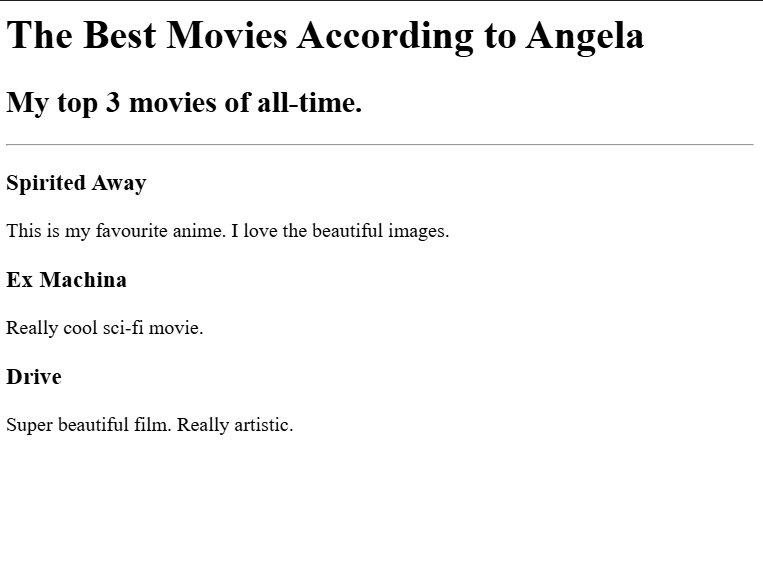 The Best Movies According to Angela
My top 3 movies of all-time.
Spirited Away
This is my favourite anime. I love the beautiful images.
Ex Machina
Really cool sci-fi movie.
Drive
Super beautiful film. Really artistic.